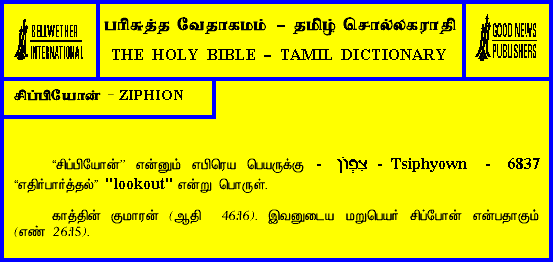 BELLWETHER
INTERNATIONAL
பரிசுத்த வேதாகமம் – தமிழ் சொல்லகராதி
THE HOLY BIBLE – TAMIL DICTIONARY
GOOD NEWS
PUBLISHERS
சிப்பியோன் – ZIPHION
“சிப்பியோன்” என்னும் எபிரெய பெயருக்கு - צִפְיוֹן - Tsiphyown - 6837
“எதிர்பார்த்தல்” "lookout" என்று பொருள்.
காத்தின் குமாரன் (ஆதி 46:16). இவனுடைய மறுபெயர் சிப்போன் என்பதாகும்
(எண் 26:15).